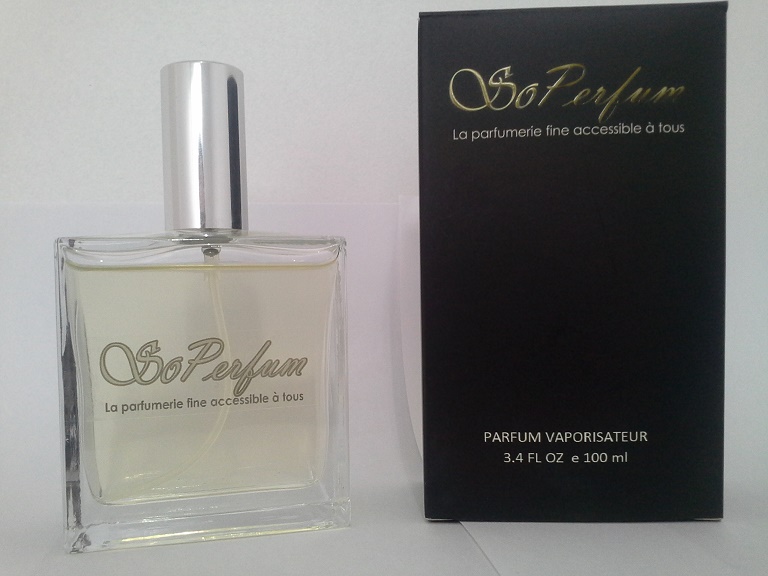 SoPerfum
La parfumerie fine accessible à tous
SoPerfum
La parfumerie fine accessible à tous
PARFUM VAPORISATEUR
3.4 FL OZ e 100 ml